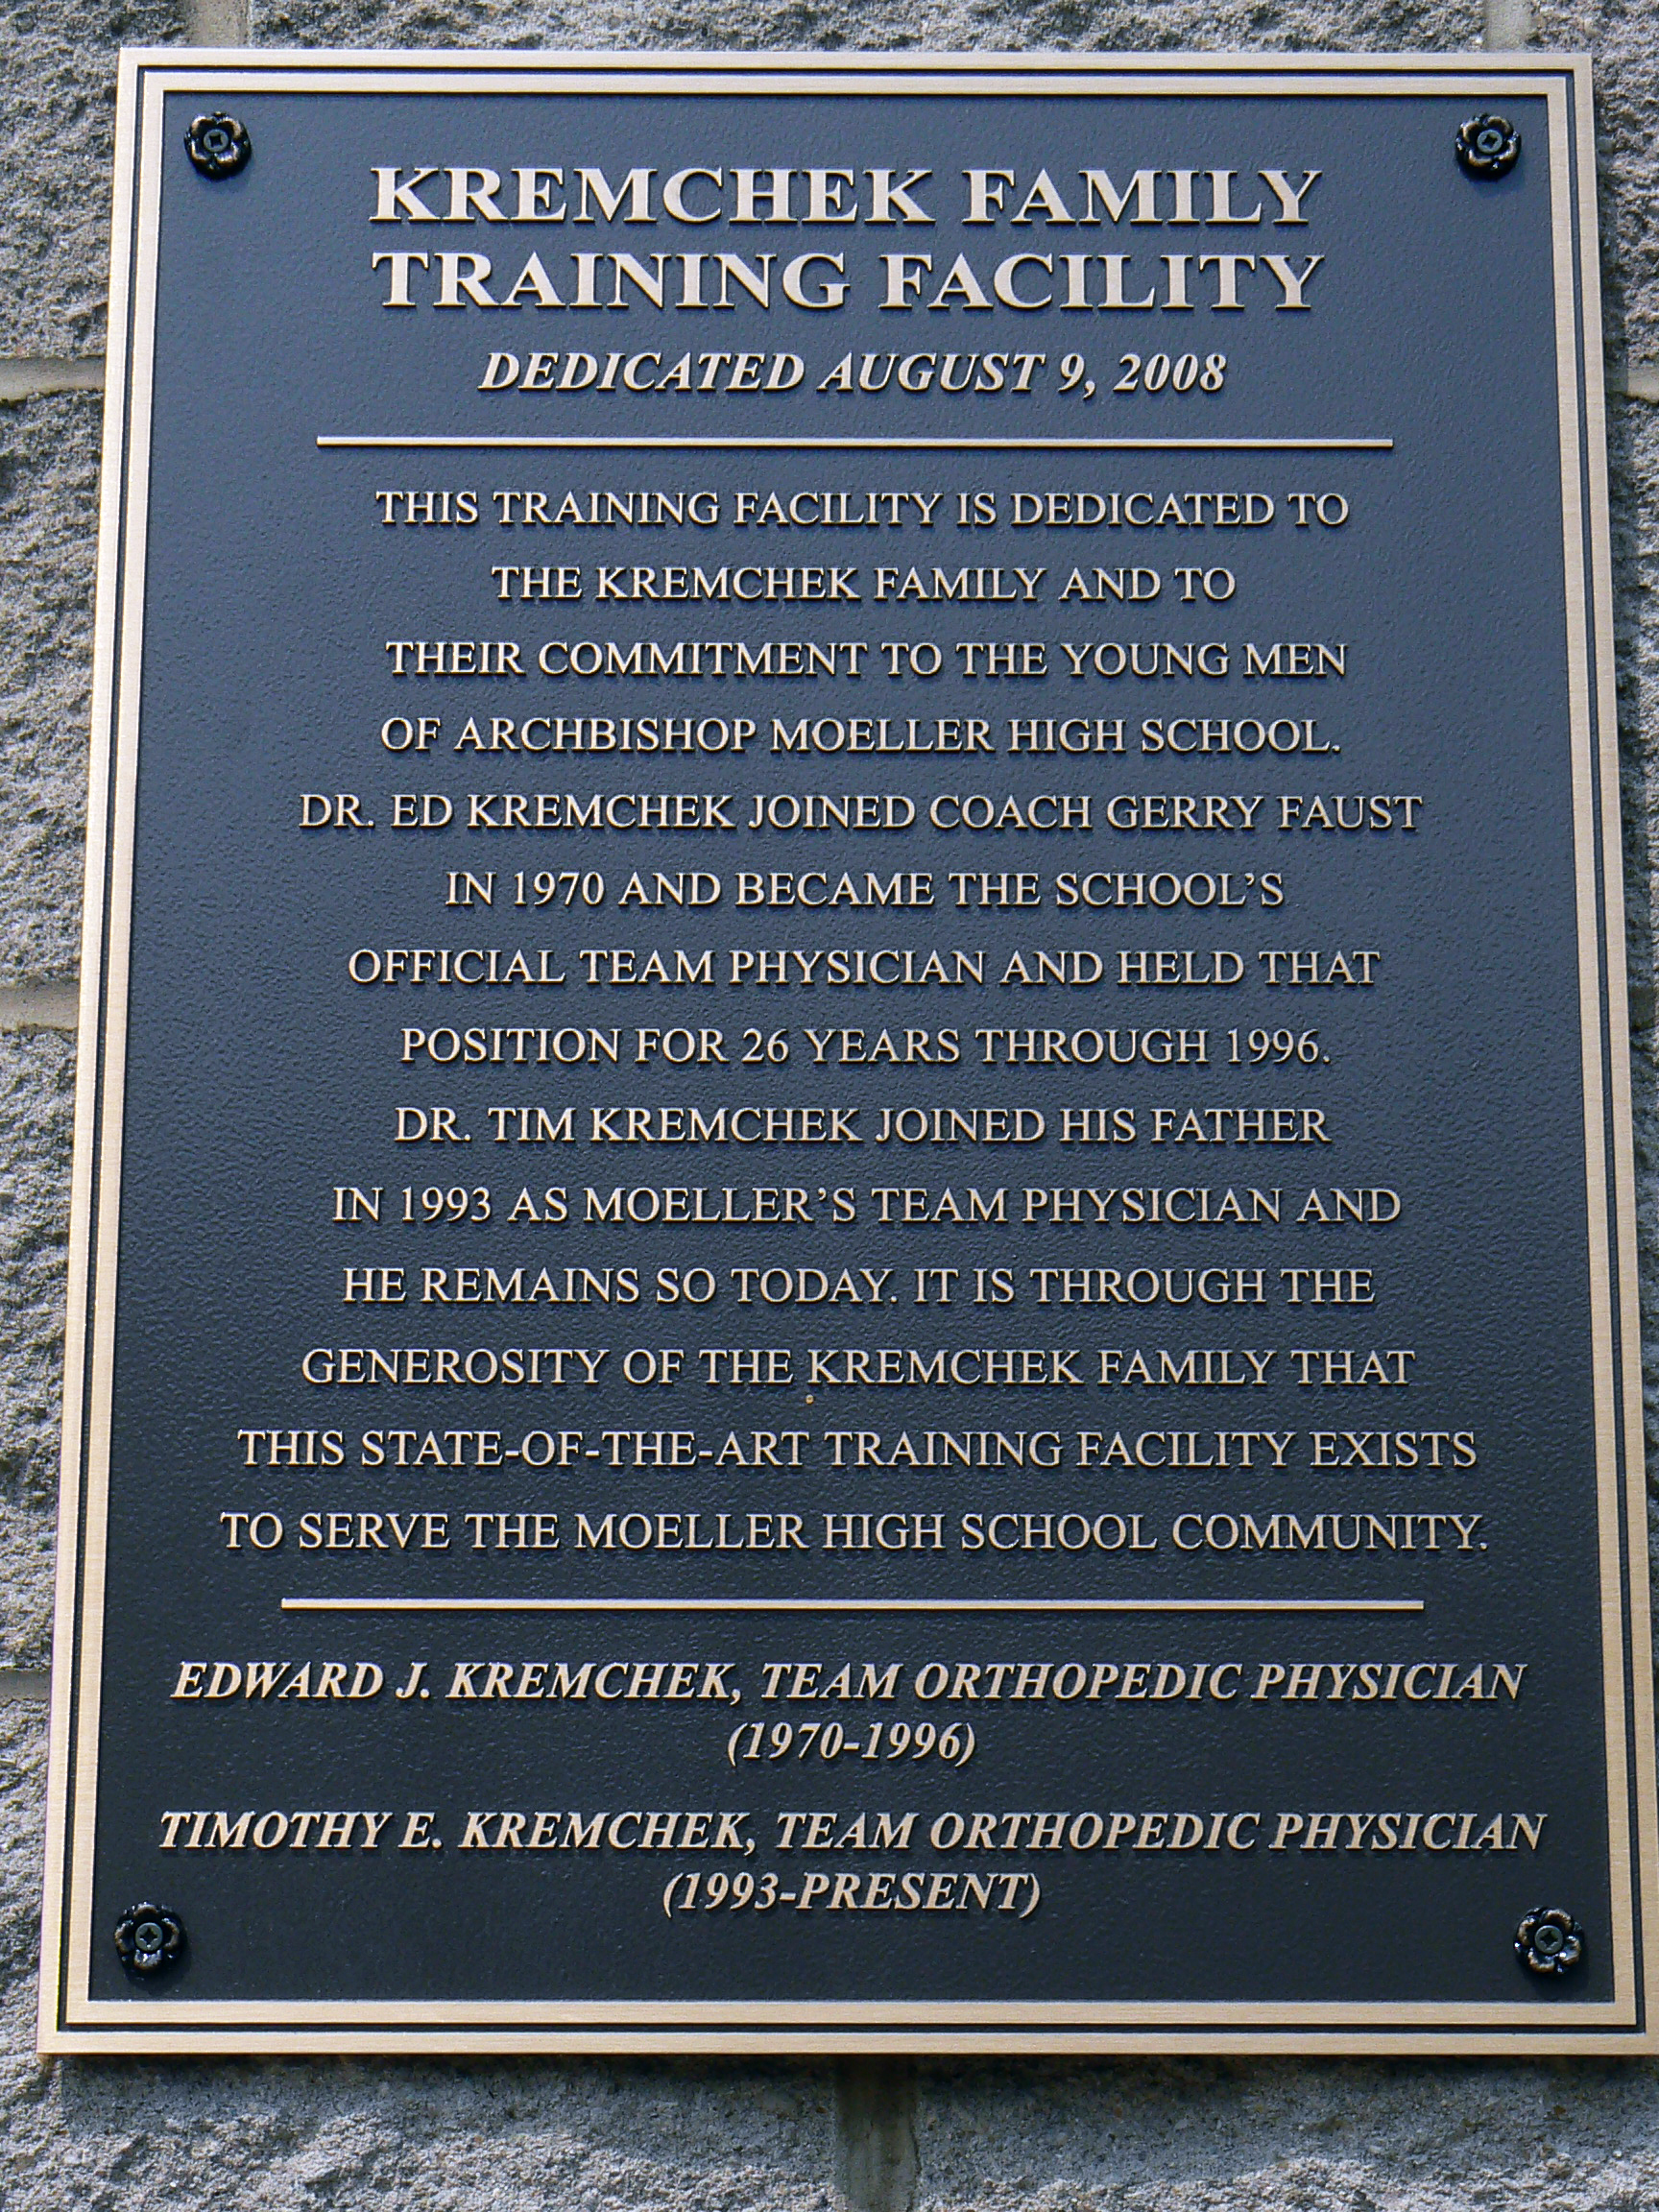 KREMCHEK FAMILY
TRAINING FACILITY
DEDICATED AUGUST 9, 2008
THIS TRAINING FACILITY IS DEDICATED TO
THE KREMCHEK FAMILY AND TO
THEIR COMMITMENT TO THE YOUNG MEN
OF ARCHBISHOP MOELLER HIGH SCHOOL.
DR. ED KREMCHEK JOINED COACH GERRY FAUST
IN 1970 AND BECAME THE SCHOOL'S
OFFICIAL TEAM PHYSICIAN AND HELD THAT
POSITION FOR 26 YEARS THROUGH 1996.
DR. TIM KREMCHEK JOINED HIS FATHER
IN 1993 AS MOELLER'S TEAM PHYSICIAN AND
HE REMAINS SO TODAY. IT IS THROUGH THE
GENEROSITY OF THE KREMCHEK FAMILY THAT
THIS STATE-OF-THE-ART TRAINING FACILITY EXISTS
TO SERVE THE MOELLER HIGH SCHOOL COMMUNITY.
EDWARD J. KREMCHEK, TEAM ORTHOPEDIC PHYSICIAN
(1970-1996)
TIMOTHY E. KREMCHEK, TEAM ORTHOPEDIC PHYSICIAN
(1993-PRESENT)